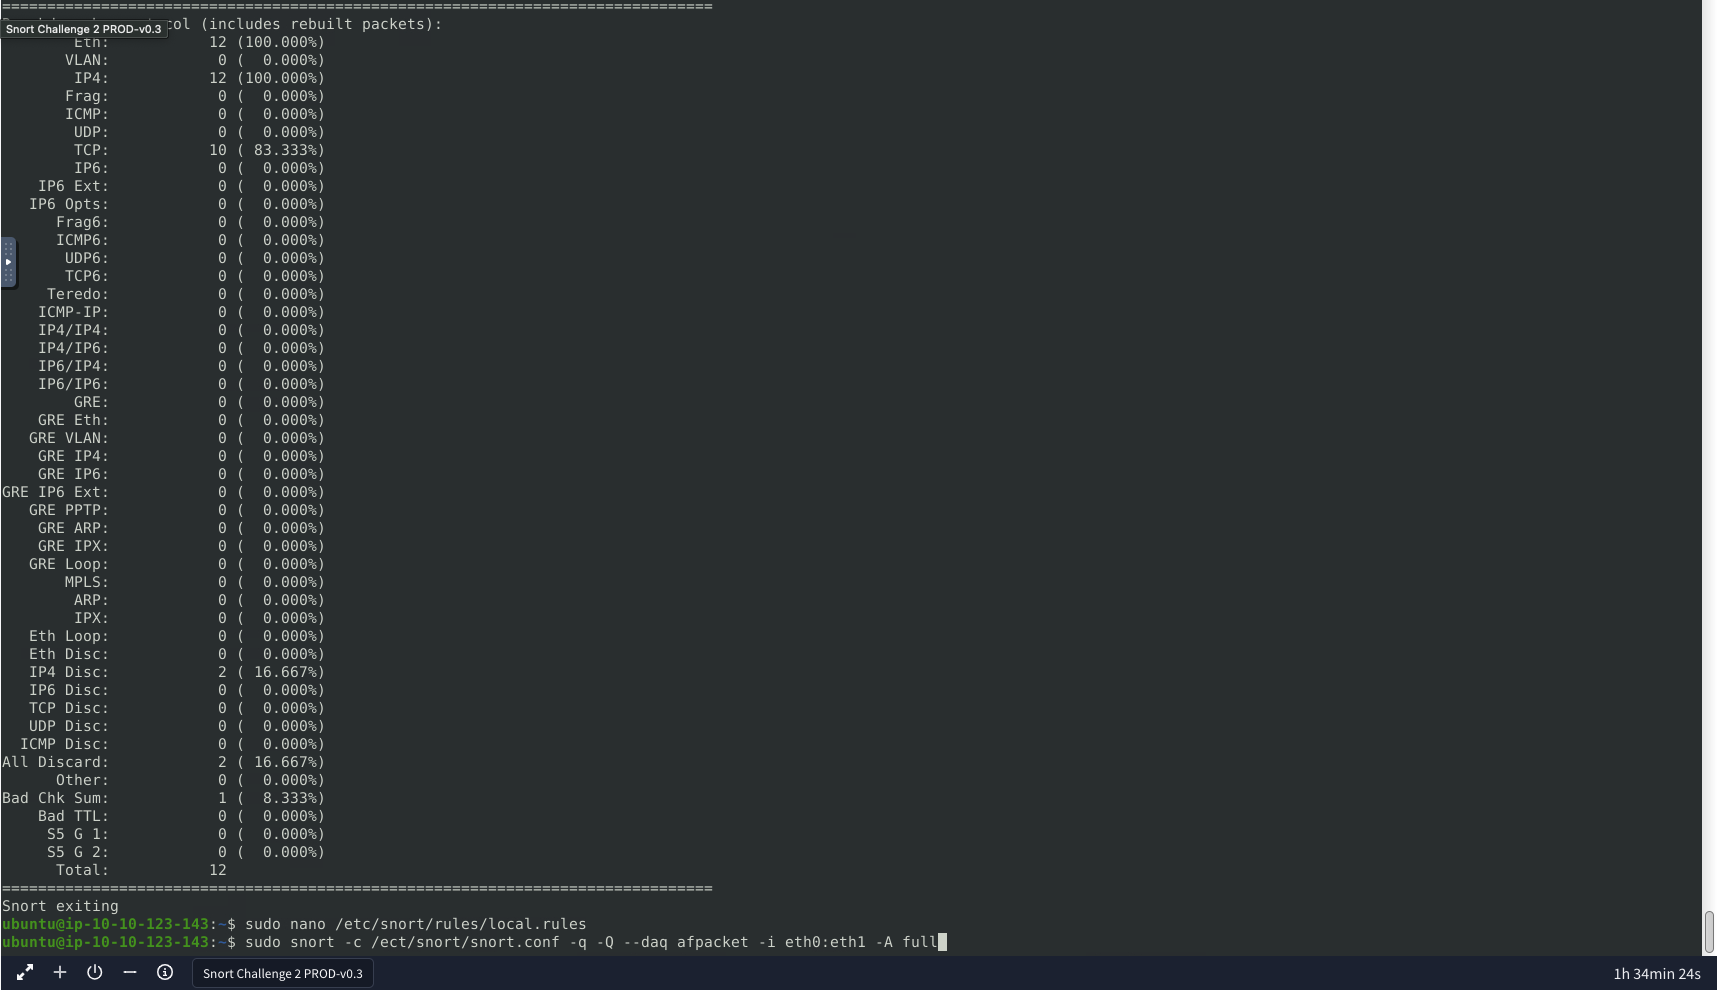 ===============================================================================
col (includes rebuilt packets):
Snort Challenge 2 PROD-v0.3
Eth: 12 (100.000%)
VLAN: 0 (  0.000%)
IP4: 12 (100.000%)
Frag: 0 (  0.000%)
ICMP: 0 (  0.000%)
UDP: 0 (  0.000%)
TCP: 10 ( 83.333%)
IP6: 0 (  0.000%)
IP6 Ext: 0 (  0.000%)
IP6 Opts: 0 (  0.000%)
Frag6: 0 (  0.000%)
ICMP6: 0 (  0.000%)
UDP6: 0 (  0.000%)
TCP6: 0 (  0.000%)
Teredo: 0 (  0.000%)
ICMP-IP: 0 (  0.000%)
IP4/IP4: 0 (  0.000%)
IP4/IP6: 0 (  0.000%)
IP6/IP4: 0 (  0.000%)
IP6/IP6: 0 (  0.000%)
GRE: 0 (  0.000%)
GRE Eth: 0 (  0.000%)
GRE VLAN: 0 (  0.000%)
GRE IP4: 0 (  0.000%)
GRE IP6: 0 (  0.000%)
GRE IP6 Ext: 0 (  0.000%)
GRE PPTP: 0 (  0.000%)
GRE ARP: 0 (  0.000%)
GRE IPX: 0 (  0.000%)
GRE Loop: 0 (  0.000%)
MPLS: 0 (  0.000%)
ARP: 0 (  0.000%)
IPX: 0 (  0.000%)
Eth Loop: 0 (  0.000%)
Eth Disc: 0 (  0.000%)
IP4 Disc: 2 ( 16.667%)
IP6 Disc: 0 (  0.000%)
TCP Disc: 0 (  0.000%)
UDP Disc: 0 (  0.000%)
ICMP Disc: 0 (  0.000%)
All Discard: 2 ( 16.667%)
Other: 0 (  0.000%)
Bad Chk Sum: 1 (  8.333%)
Bad TTL: 0 (  0.000%)
S5 G 1: 0 (  0.000%)
S5 G 2: 0 (  0.000%)
Total: 12
===============================================================================
Snort exiting
ubuntu@ip-10-10-123-143:~$ sudo nano /etc/snort/rules/local.rules
ubuntu@ip-10-10-123-143:~$ sudo snort -c /ect/snort/snort.conf -q -Q --daq afpacket -i eth0:eth1 -A full
Snort Challenge 2 PROD-v0.3
1h 34min 24s